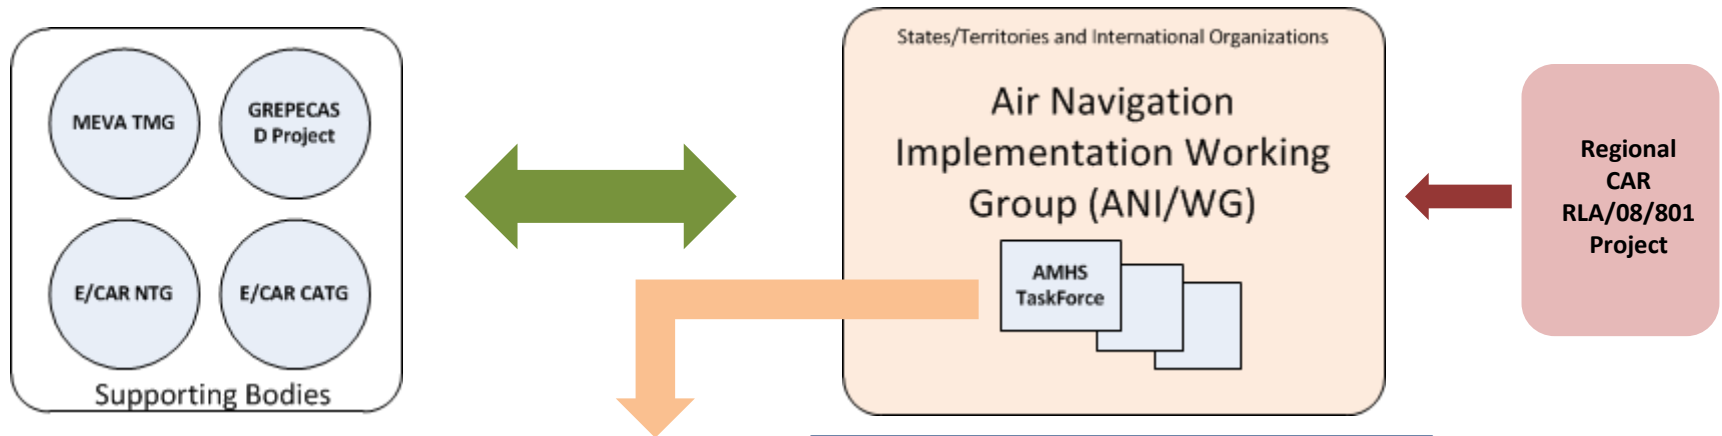 MEVA TMG
GREPECAS
D Project
E/CAR NTG
E/CAR CATG
Supporting Bodies
States/Territories and International Organizations
Air Navigation
Implementation Working
Group (ANI/WG)
AMHS
TaskForce
Regional
CAR
RLA/08/801
Project